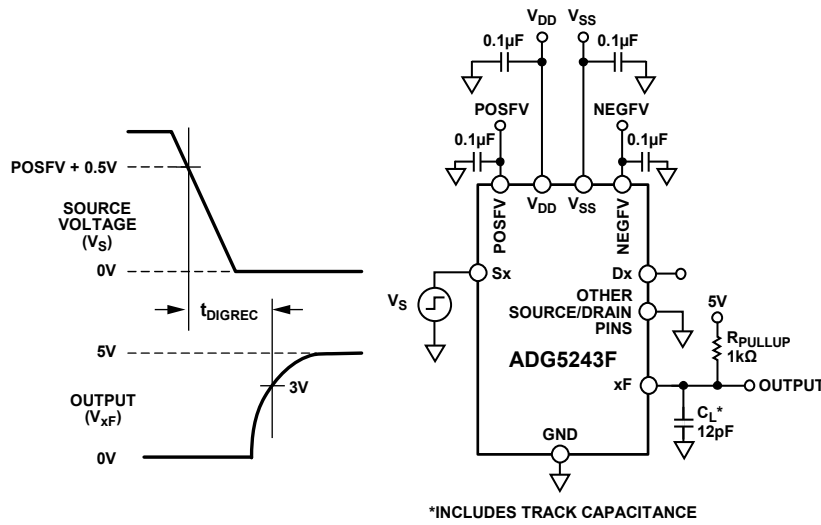 POSFV + 0.5V
SOURCE
VOLTAGE
(VS)
0V
tDIGREC
5V
OUTPUT
(VxF)
3V
0V
VDD
VSS
0.1µF
0.1µF
POSFV
NEGFV
0.1µF
0.1µF
POSFV
VDD
VSS
NEGFV
Sx
Dx
VS
OTHER
SOURCE/DRAIN
PINS
ADG5243F
5V
RPULLUP
1kΩ
xF
OUTPUT
CL*
12pF
GND
*INCLUDES TRACK CAPACITANCE